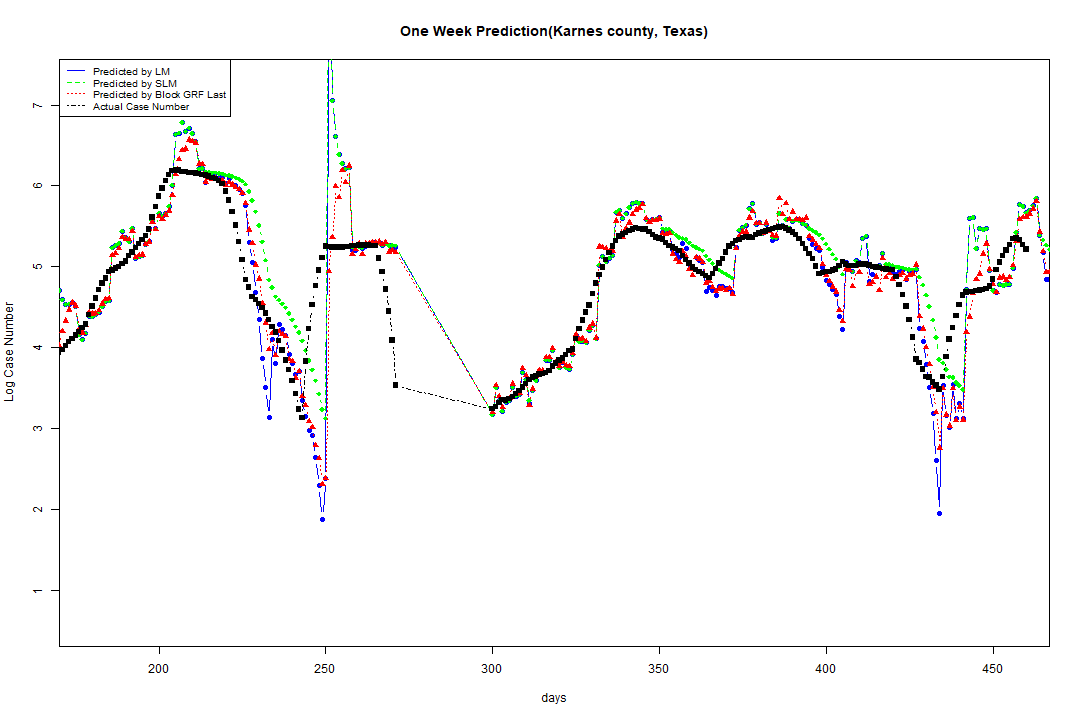 One Week Prediction(Karnes county, Texas)
Predicted by LM
Predicted by SLM
Predicted by Block GRF Last
Actual Case Number
7
6
5
4
3
2
1
Log Case Number
200 250 300 350 400 450
days